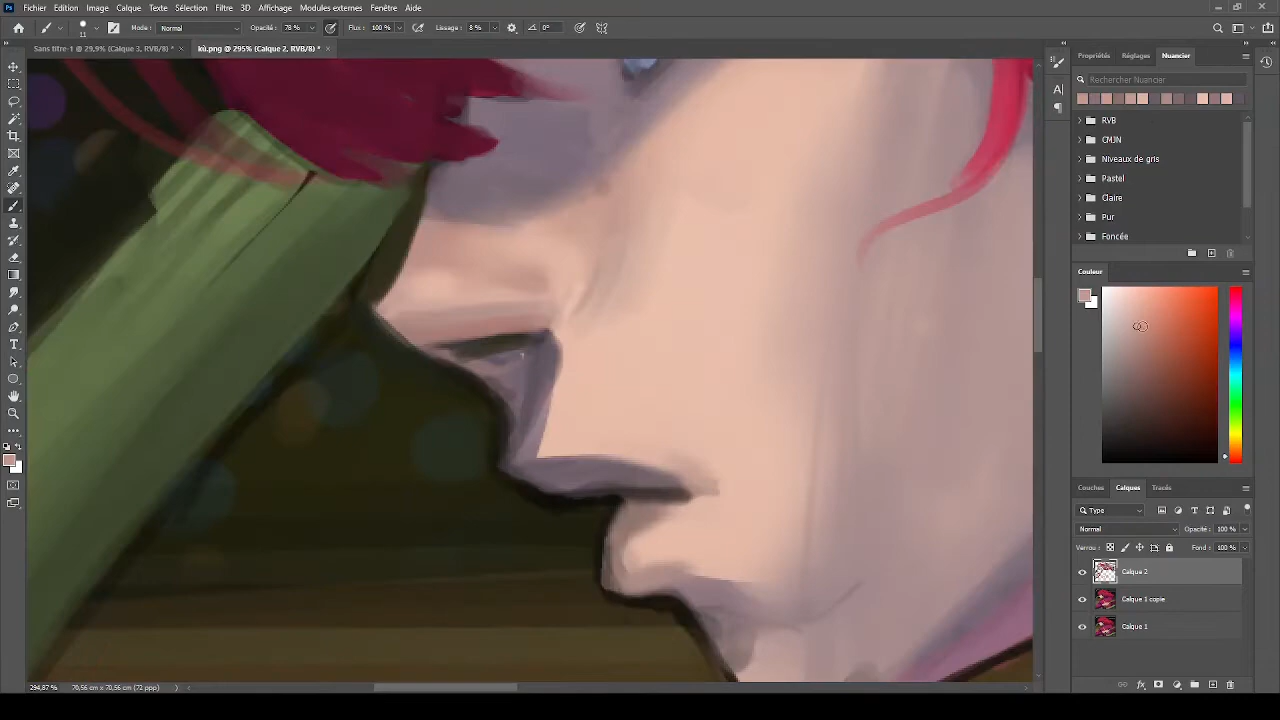 Fichier Edition Image Calque Texte Sélection Filtre 3D Affichage Modules externes Fenêtre Aide
11 Mode : Normal Opacité : 78 % Flux : 100 % Lissage : 8 % 0°
Sans titre-1 @ 29,9% (Calque 3, RVB/8) * × kù.png @ 295% (Calque 2, RVB/8*) * ×
Propriétés Réglages Nuancier
Rechercher Nuancier
RVB
CMJN
Niveaux de gris
Pastel
Claire
Pur
Foncée
Couleur
Couches Calques Tracés
Type
Normal Opacité : 100 %
Verrou : Fond : 100 %
Calque 2
Calque 1 copie
Calque 1
294,87 % 70,56 cm x 70,56 cm (72 ppp)